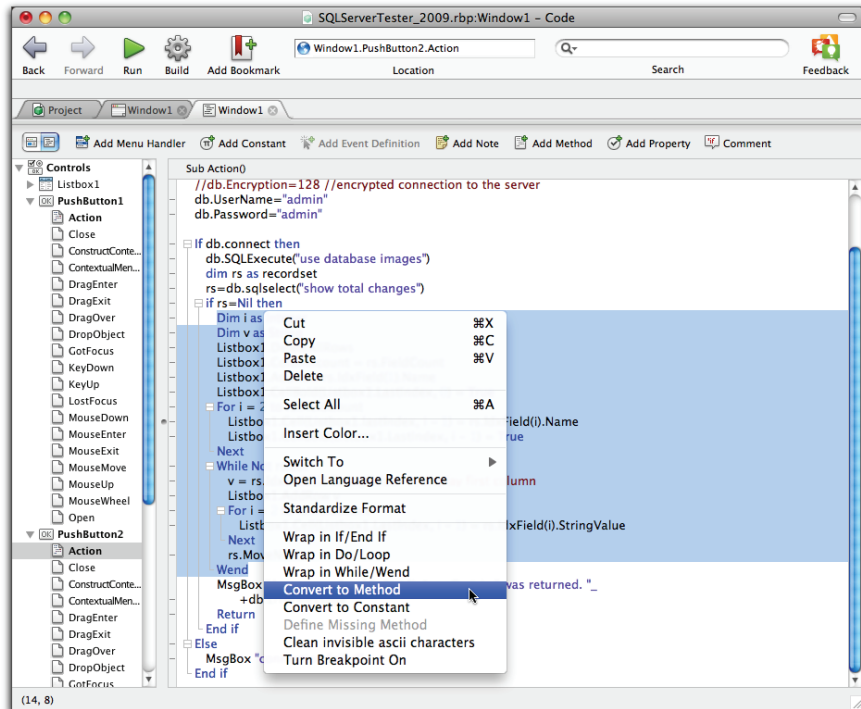 SQLServerTester_2009.rbp:Window1 – Code
Window1.PushButton2.Action
Back Forward Run Build Add Bookmark Location Search Feedback
Project Window1 Window1
Add Menu Handler Add Constant Add Event Definition Add Note Add Method Add Property Comment
Controls
Listbox1
PushButton1
Action
Close
ConstructConte...
ContextualMen...
DragEnter
DragExit
DragOver
DropObject
GotFocus
KeyDown
KeyUp
LostFocus
MouseDown
MouseEnter
MouseExit
MouseMove
MouseUp
MouseWheel
Open
PushButton2
Action
Close
ConstructConte...
ContextualMen...
DragEnter
DragExit
DragOver
DropObject
GotFocus
Sub Action()
//db.Encryption=128 //encrypted connection to the server
db.UserName="admin"
db.Password="admin"
If db.connect then
db.SQLExecute("use database images")
dim rs as recordset
rs=db.sqlselect("show total changes")
if rs=Nil then
Dim i as
Dim v as
Listbox1
Listbox1
Listbox1
Listbox1
For i =
Listbo xField(i).Name
Listbo rue
Next
While No
v = rs. lumn
Listbo
For i =
Listb IxField(i).StringValue
Next
rs.Mov
Wend
MsgBox was returned. "_
+db
Return
End if
Else
MsgBox "c
End if
Cut ⌘X
Copy ⌘C
Paste ⌘V
Delete
Select All ⌘A
Insert Color...
Switch To
Open Language Reference
Standardize Format
Wrap in If/End If
Wrap in Do/Loop
Wrap in While/Wend
Convert to Method
Convert to Constant
Define Missing Method
Clean invisible ascii characters
Turn Breakpoint On
(14, 8)